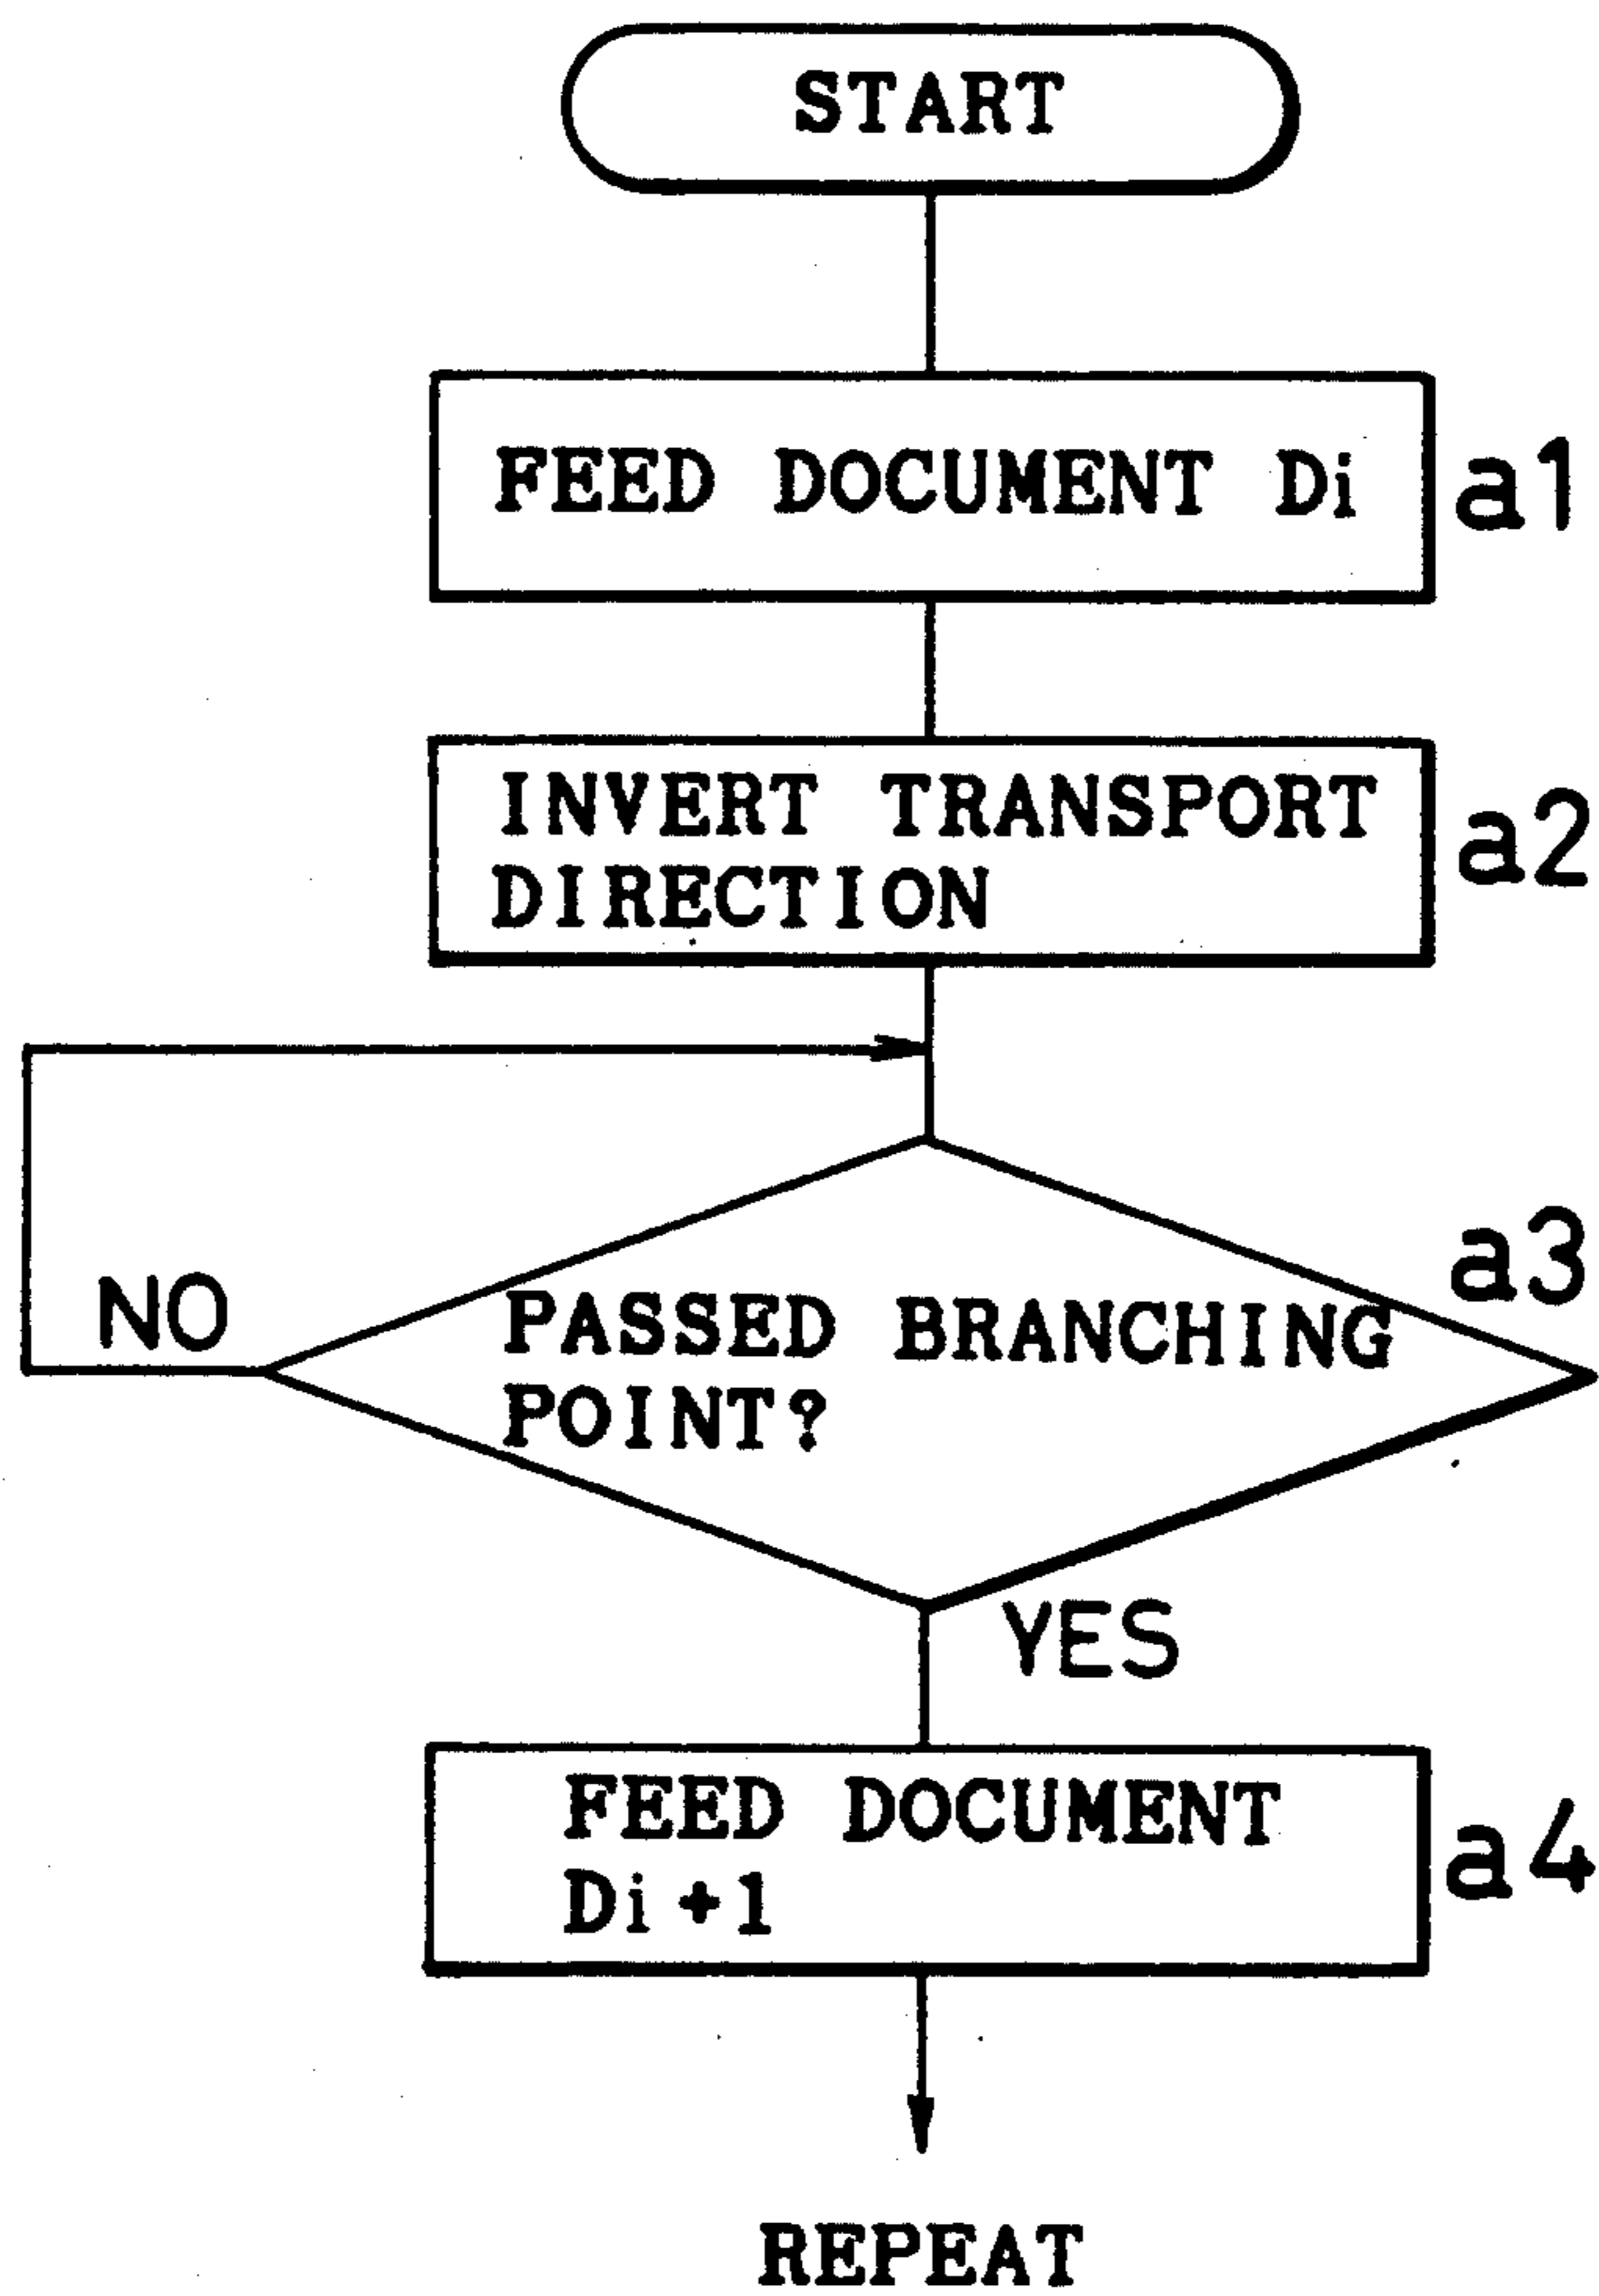 START
FEED DOCUMENT Di
a1
INVERT TRANSPORT
DIRECTION
a2
a3
NO
PASSED BRANCHING
POINT?
YES
FEED DOCUMENT
Di+1
a4
REPEAT